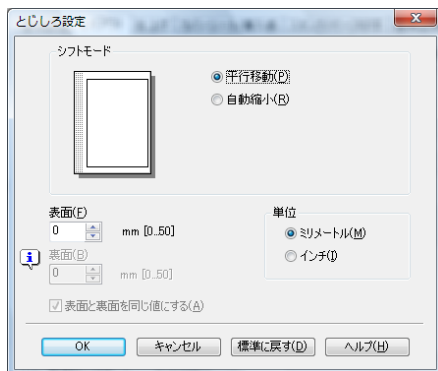 とじしろ設定
シフトモード
平行移動(P)
自動縮小(R)
表面(F)
0 mm [0..50]
裏面(B)
0 mm [0..50]
単位
ミリメートル(M)
インチ(I)
表面と裏面を同じ値にする(A)
OK キャンセル 標準に戻す(D) ヘルプ(H)